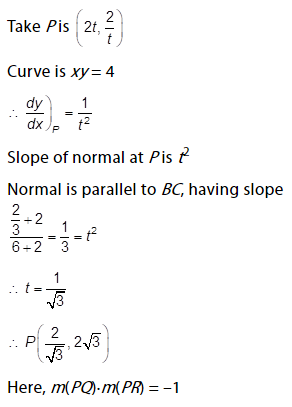 Take P is (2t, 2/t)
Curve is xy = 4
∴ dy/dx)_P = 1/t²
Slope of normal at P is t²
Normal is parallel to BC, having slope
(2/3 + 2)/(6 + 2) = 1/3 = t²
∴ t = 1/√3
∴ P(2/√3, 2√3)
Here, m(PQ)·m(PR) = –1